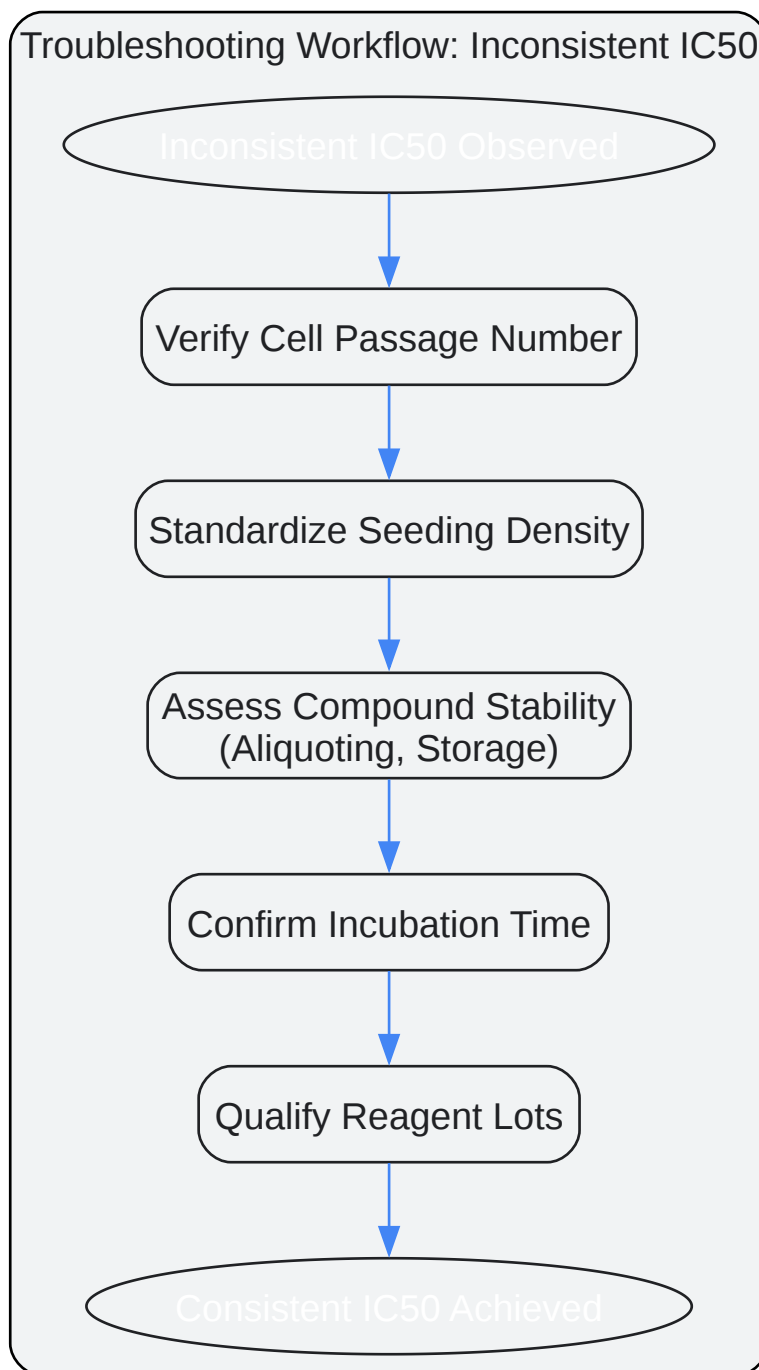 Troubleshooting Workflow: Inconsistent IC50
Inconsistent IC50 Observed
Verify Cell Passage Number
Standardize Seeding Density
Assess Compound Stability
(Aliquoting, Storage)
Confirm Incubation Time
Qualify Reagent Lots
Consistent IC50 Achieved